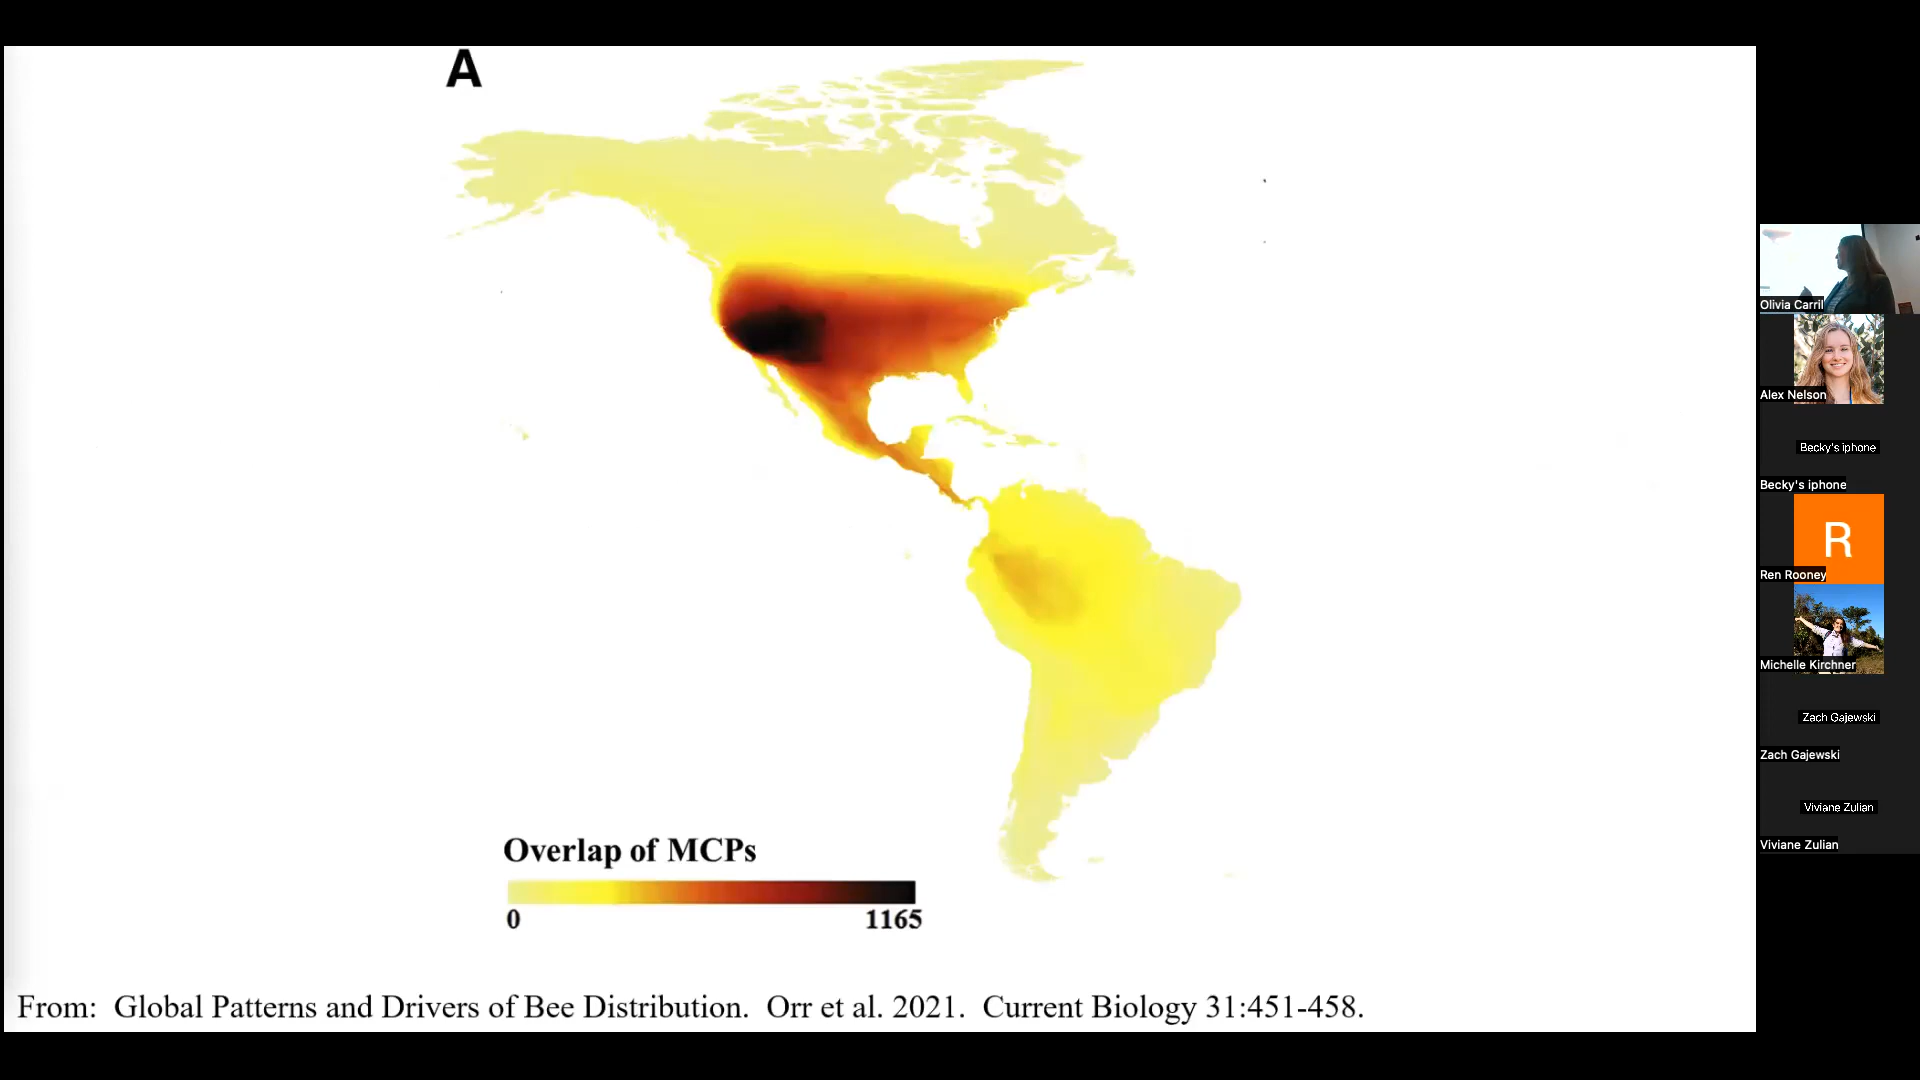 A
Overlap of MCPs
0 1165
From: Global Patterns and Drivers of Bee Distribution. Orr et al. 2021. Current Biology 31:451-458.
Olivia Carril
Alex Nelson
Becky's iphone
Becky's iphone
R
Ren Rooney
Michelle Kirchner
Zach Gajewski
Zach Gajewski
Viviane Zulian
Viviane Zulian